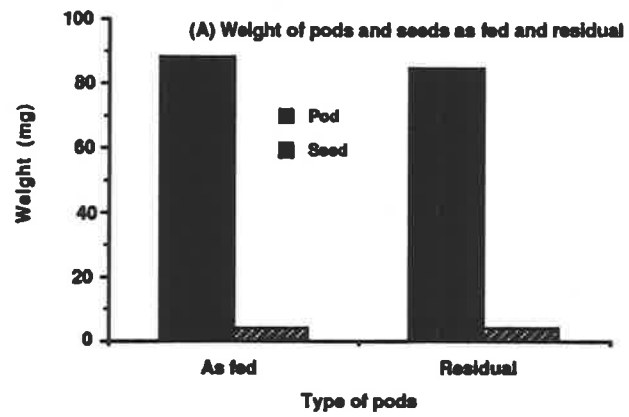 (A) Weight of pods and seeds as fed and residual
100
80
60
40
20
0
Weight (mg)
Pod
Seed
As fed
Residual
Type of pods